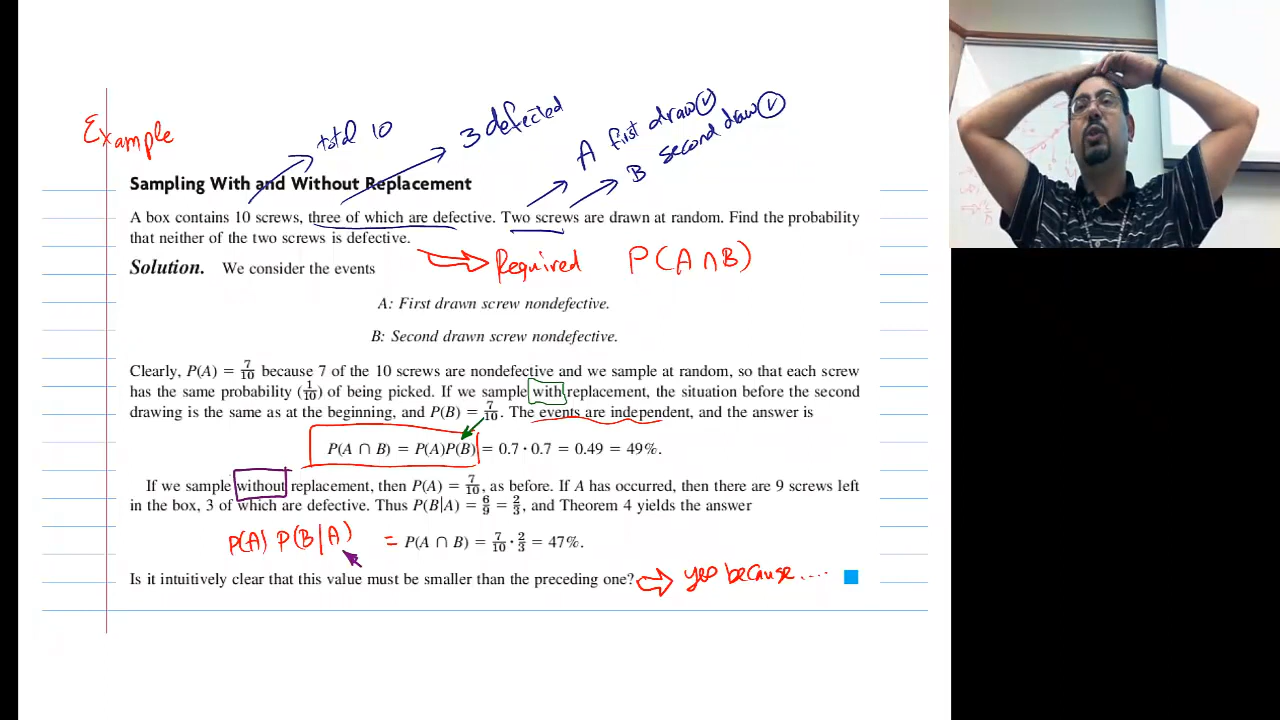 Example
total 10
3 defected
A first draw ✓
B second draw ✓
Sampling With and Without Replacement
A box contains 10 screws, three of which are defective. Two screws are drawn at random. Find the probability
that neither of the two screws is defective.
Required P(A ∩ B)
Solution. We consider the events
A: First drawn screw nondefective.
B: Second drawn screw nondefective.
Clearly, P(A) = 7/10 because 7 of the 10 screws are nondefective and we sample at random, so that each screw
has the same probability (1/10) of being picked. If we sample with replacement, the situation before the second
drawing is the same as at the beginning, and P(B) = 7/10. The events are independent, and the answer is
P(A ∩ B) = P(A)P(B) = 0.7 · 0.7 = 0.49 = 49%.
If we sample without replacement, then P(A) = 7/10, as before. If A has occurred, then there are 9 screws left
in the box, 3 of which are defective. Thus P(B|A) = 6/9 = 2/3, and Theorem 4 yields the answer
P(A) P(B|A) = P(A ∩ B) = 7/10 · 2/3 = 47%.
Is it intuitively clear that this value must be smaller than the preceding one? yes because....